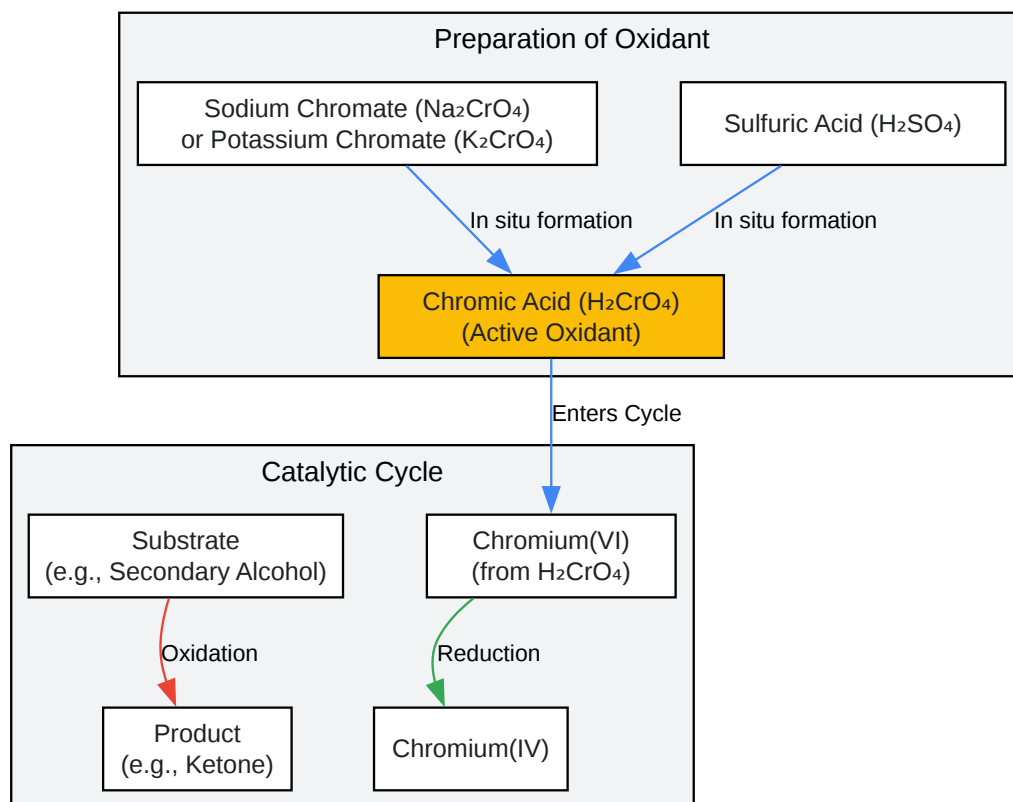 Preparation of Oxidant
Sodium Chromate (Na₂CrO₄)
or Potassium Chromate (K₂CrO₄)
Sulfuric Acid (H₂SO₄)
In situ formation
In situ formation
Chromic Acid (H₂CrO₄)
(Active Oxidant)
Enters Cycle
Catalytic Cycle
Substrate
(e.g., Secondary Alcohol)
Chromium(VI)
(from H₂CrO₄)
Oxidation
Reduction
Product
(e.g., Ketone)
Chromium(IV)